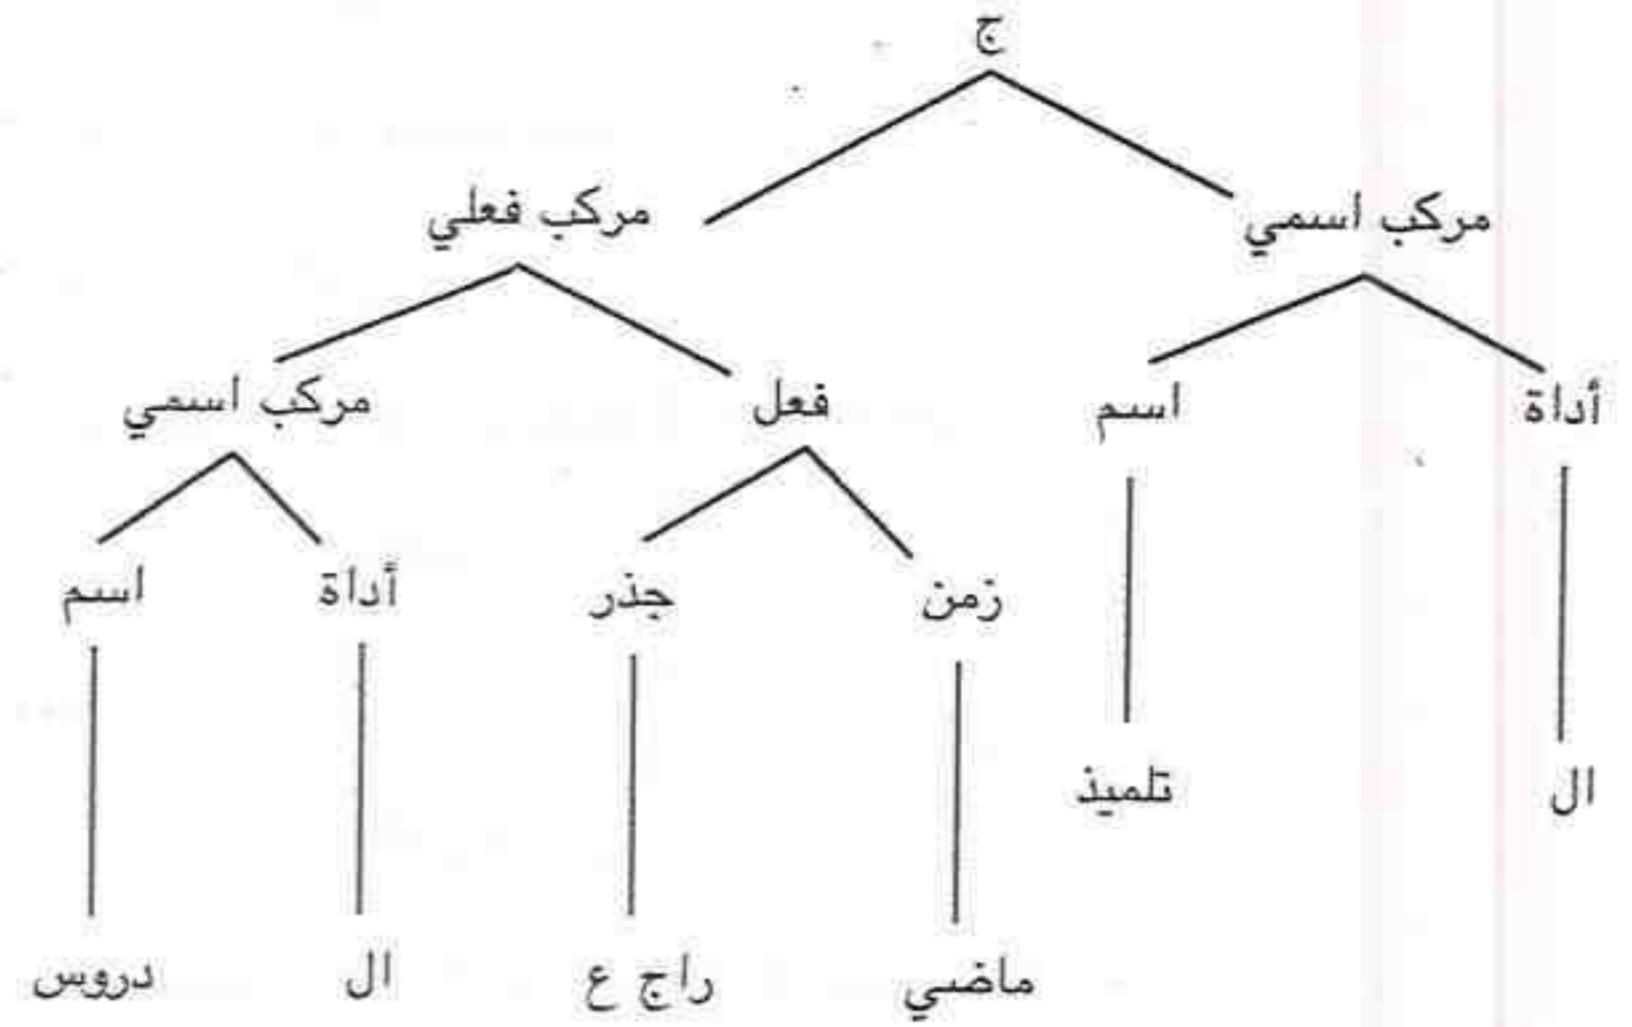 ج
مركب اسمي مركب فعلي
أداة اسم فعل مركب اسمي
زمن جذر أداة اسم
ال تلميذ
ماضي راج ع ال دروس